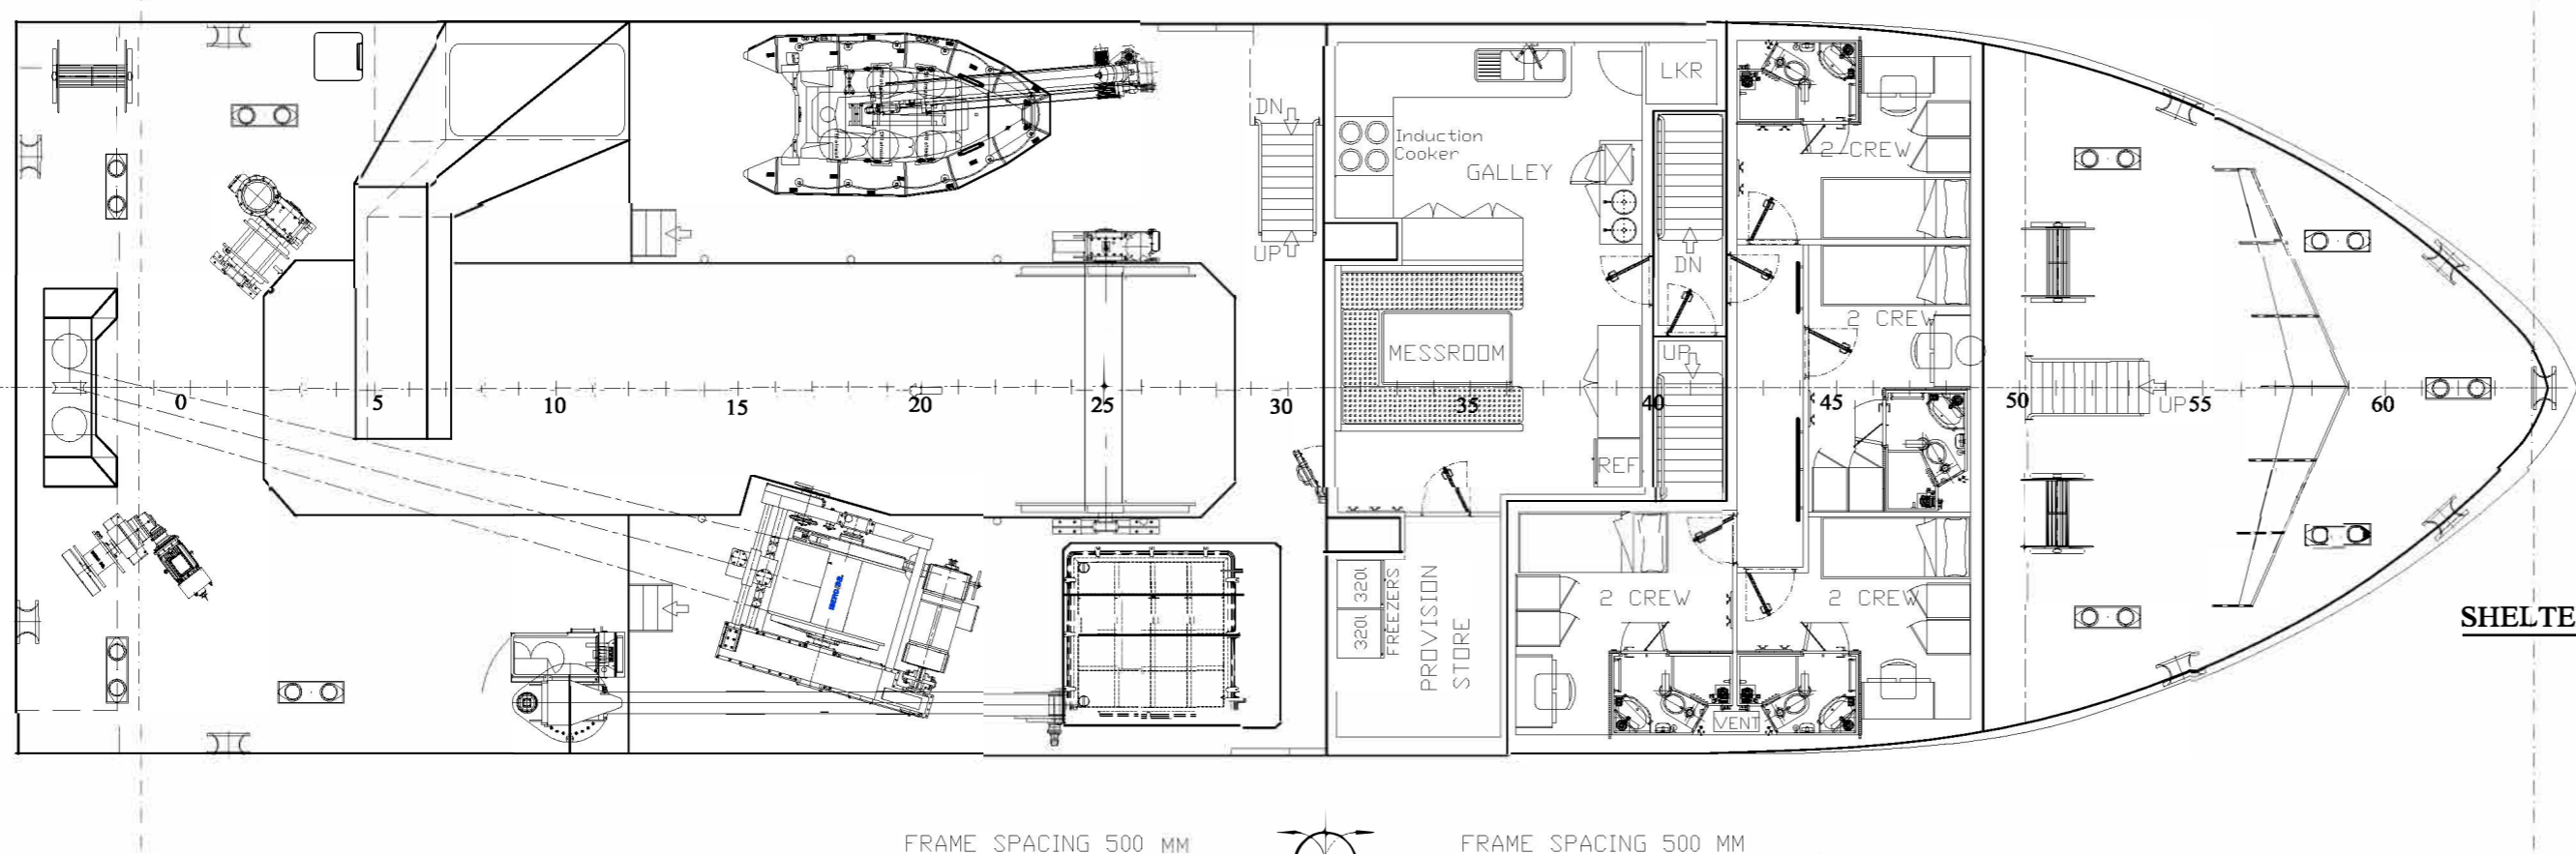 LKR
DN
Induction
Cooker
GALLEY
2 CREW
UP
DN
2 CREW
MESSROOM
UP
0
5
10
15
20
25
30
35
40
45
50
55
60
UP
REF
320l
320l
FREEZERS
PROVISION
STORE
2 CREW
2 CREW
VENT
SHELTE
FRAME SPACING 500 MM
FRAME SPACING 500 MM